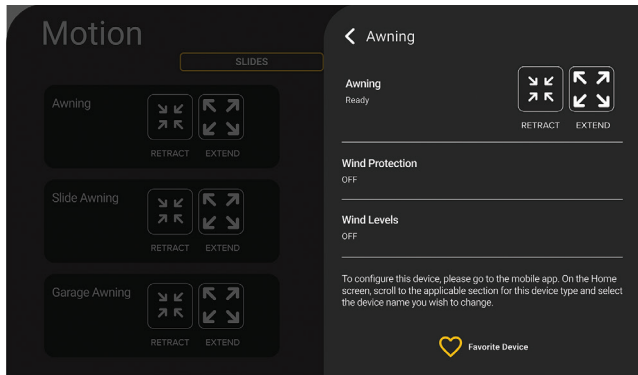 Motion
SLIDES
Awning
RETRACT EXTEND
Slide Awning
RETRACT EXTEND
Garage Awning
RETRACT EXTEND
Awning
Awning
Ready
RETRACT EXTEND
Wind Protection
OFF
Wind Levels
OFF
To configure this device, please go to the mobile app. On the Home
screen, scroll to the applicable section for this device type and select
the device name you wish to change.
Favorite Device